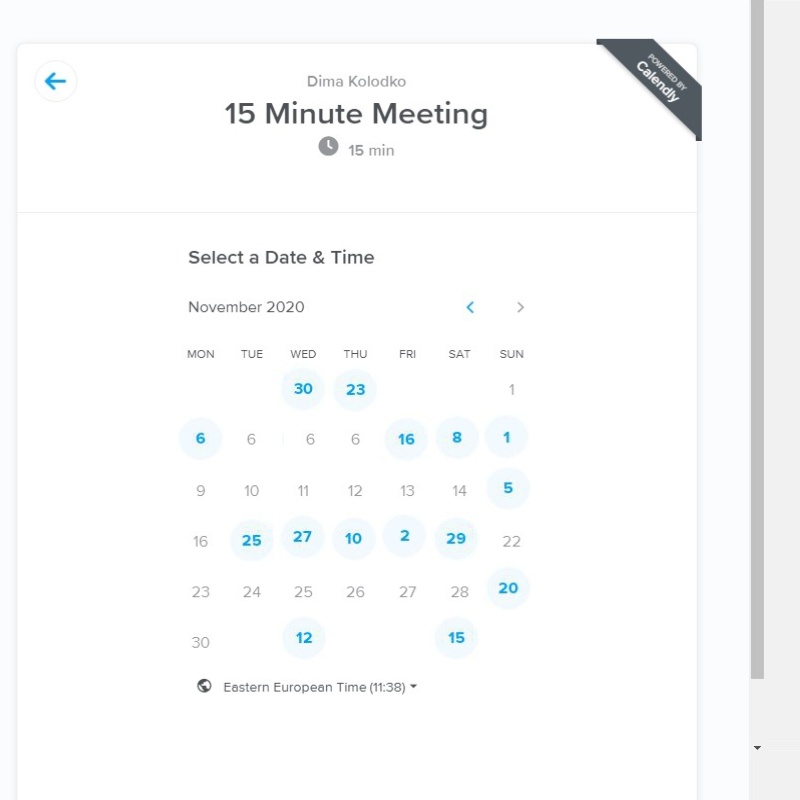 POWERED BY
Calendly
Dima Kolodko
15 Minute Meeting
15 min
Select a Date & Time
November 2020
MON TUE WED THU FRI SAT SUN
30 23 1
6 6 6 6 16 8 1
9 10 11 12 13 14 5
16 25 27 10 2 29 22
23 24 25 26 27 28 20
30 12 15
Eastern European Time (11:38)